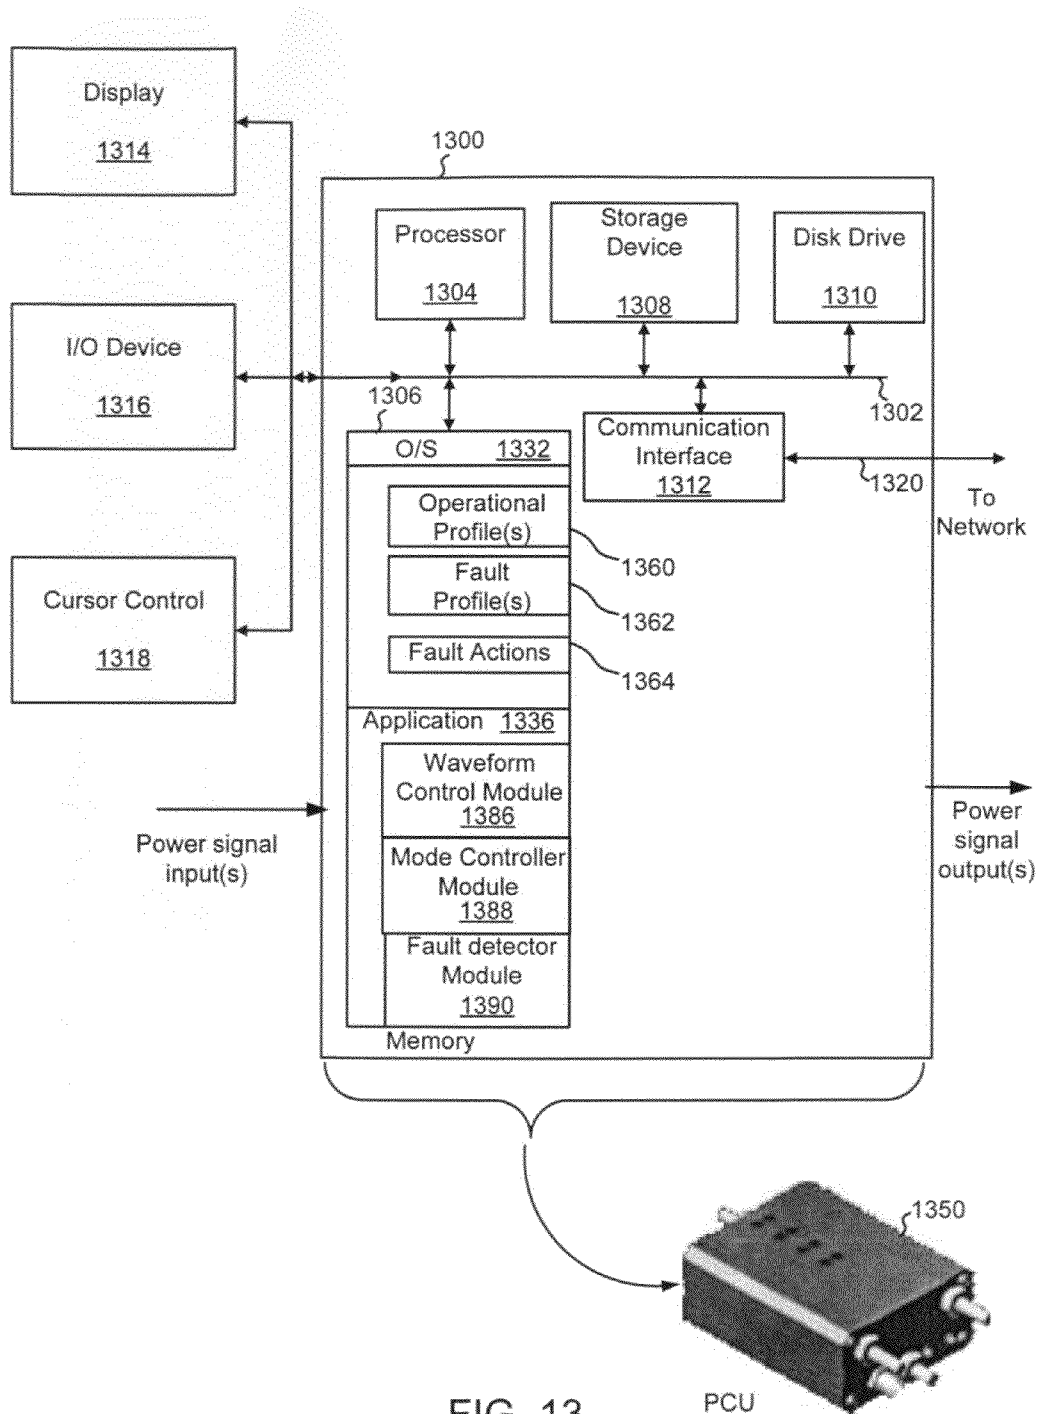 Display
1314
1300
Processor
1304
Storage
Device
1308
Disk Drive
1310
I/O Device
1316
1306
1302
O/S 1332
Communication
Interface
1312
1320
To
Network
Operational
Profile(s)
1360
Fault
Profile(s)
1362
Fault Actions
1364
Cursor Control
1318
Application 1336
Waveform
Control Module
1386
Power signal
input(s)
Power
signal
output(s)
Mode Controller
Module
1388
Fault detector
Module
1390
Memory
1350
PCU
FIG. 13